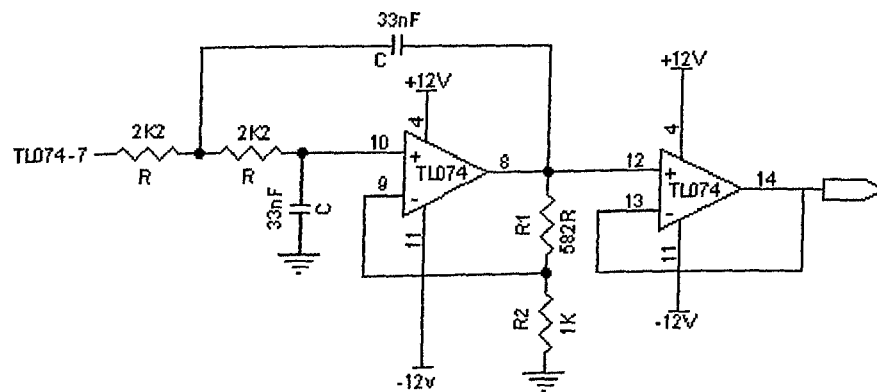 33nF
C
+12V
+12V
4
4
2K2
2K2
TL074-7
R
R
10
+
TL074
8
12
+
TL074
14
9
-
13
-
33nF
C
11
R1
582R
11
R2
1K
-12V
-12v